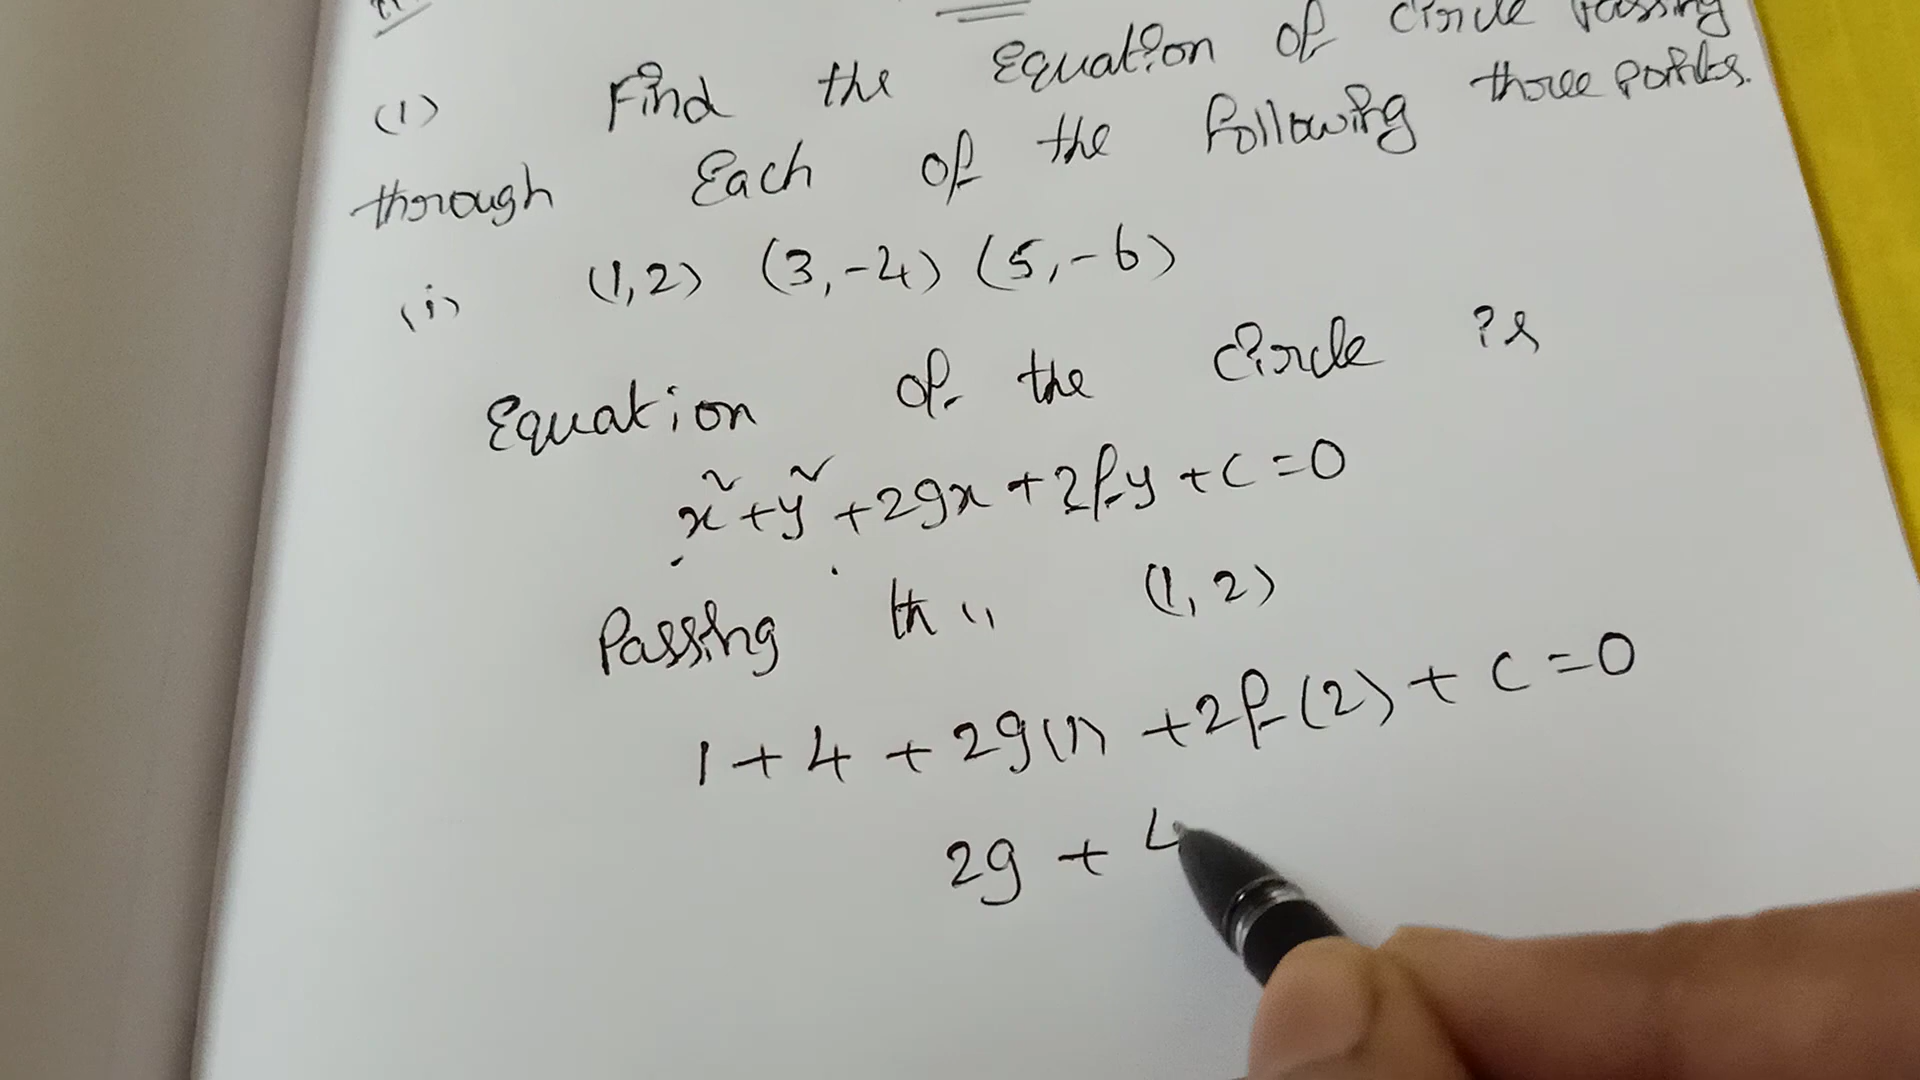 (1) Find the Equation of circle Passing
through Each of the following three points.
(i) (1,2) (3,-4) (5,-6)
Equation of the circle is
x²+y²+2gx+2fy+c=0
Passing th'' (1,2)
1+4+2g(1)+2f(2)+c=0
2g+4